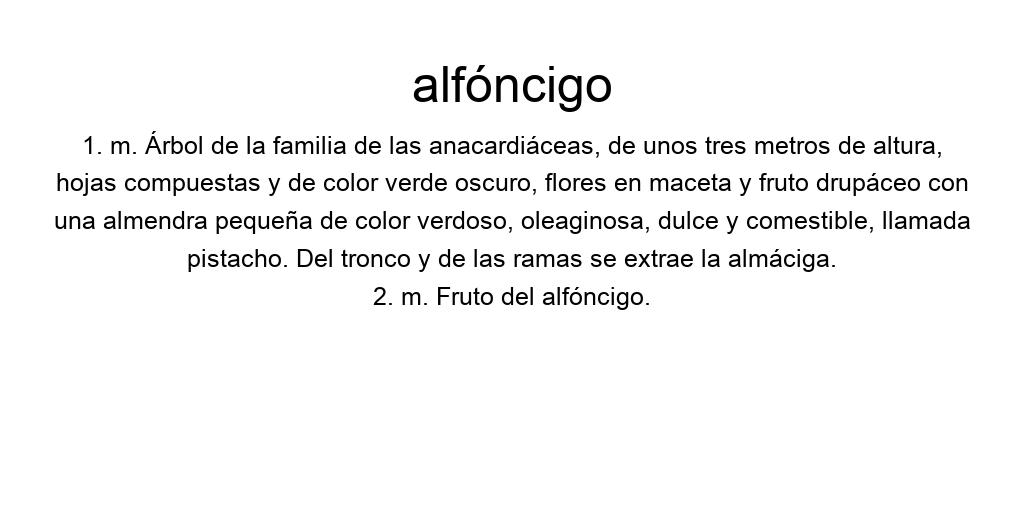 alfóncigo
1. m. Árbol de la familia de las anacardiáceas, de unos tres metros de altura,
hojas compuestas y de color verde oscuro, flores en maceta y fruto drupáceo con
una almendra pequeña de color verdoso, oleaginosa, dulce y comestible, llamada
pistacho. Del tronco y de las ramas se extrae la almáciga.
2. m. Fruto del alfóncigo.